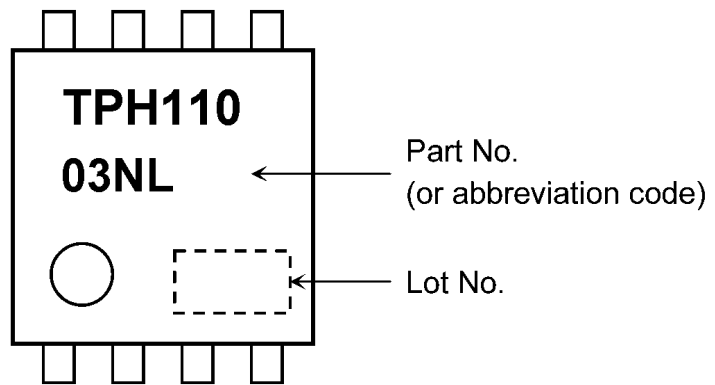 TPH110
03NL
Part No.
(or abbreviation code)
Lot No.